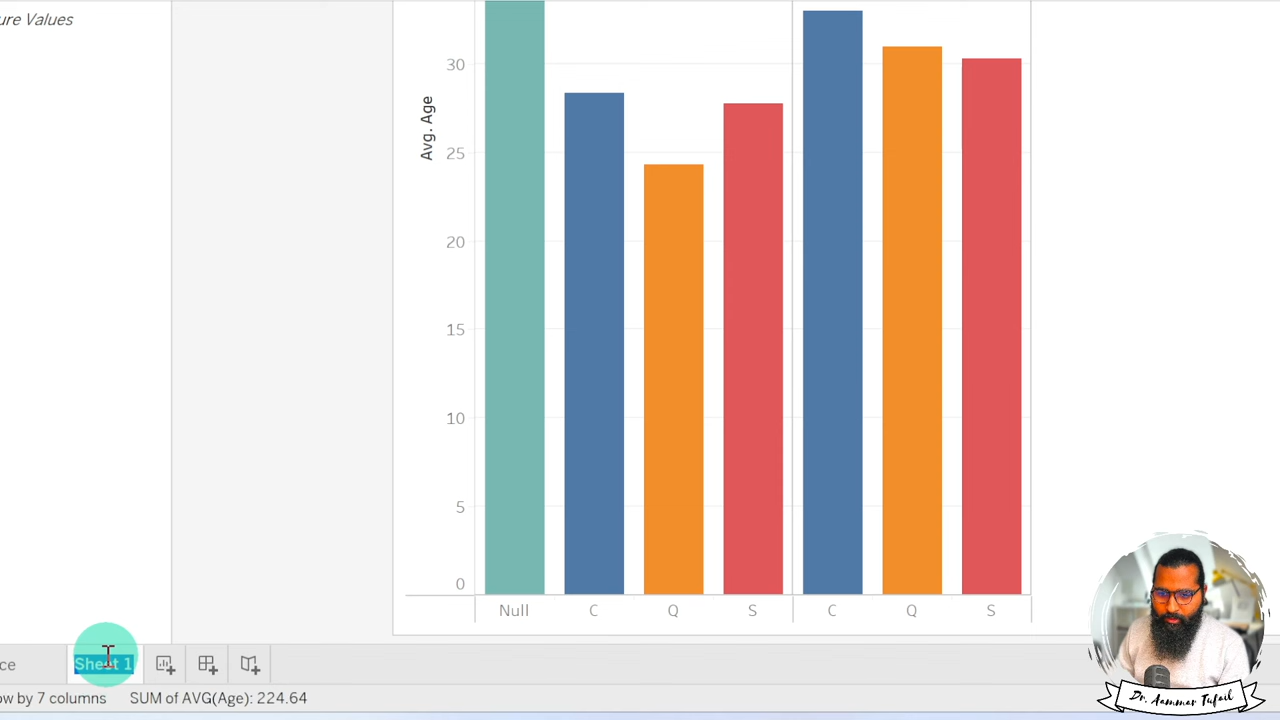 ure Values
Avg. Age
30
25
20
15
10
5
0
Null C Q S C Q S
ce Sheet 1
ow by 7 columns SUM of AVG(Age): 224.64
Dr. Aammar Tufail